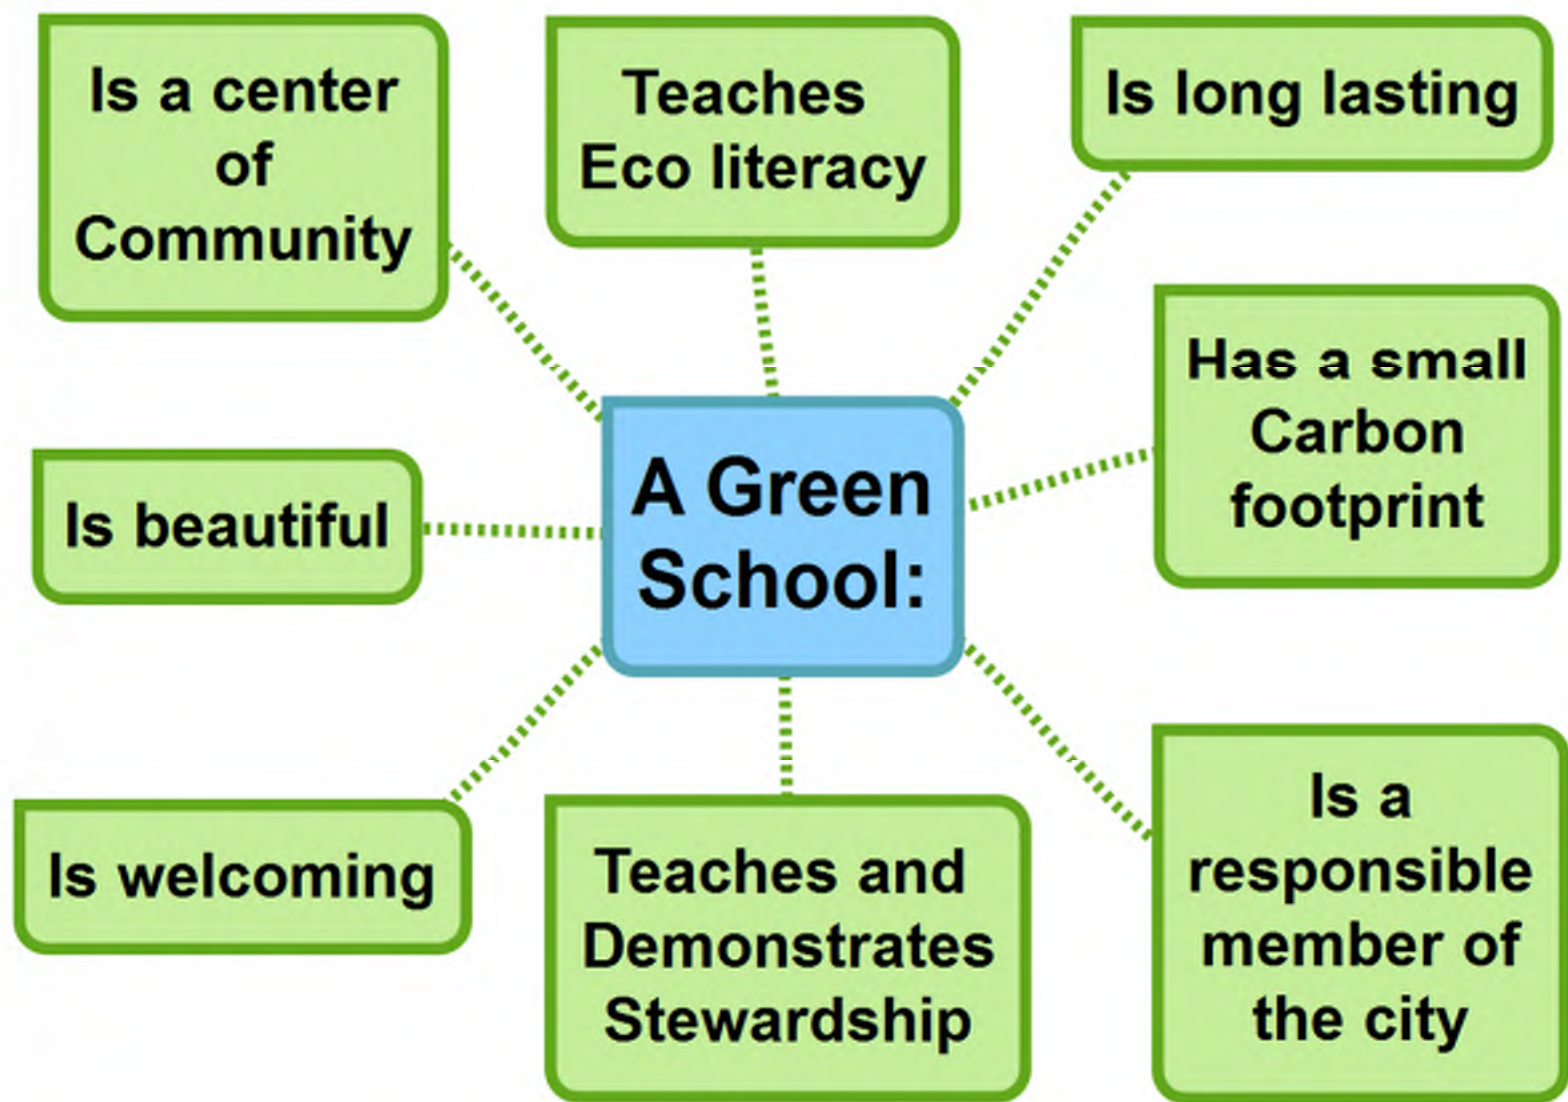 Is a center
of
Community
Teaches
Eco literacy
Is long lasting
Has a small
Carbon
footprint
Is beautiful
A Green
School:
Is welcoming
Teaches and
Demonstrates
Stewardship
Is a
responsible
member of
the city